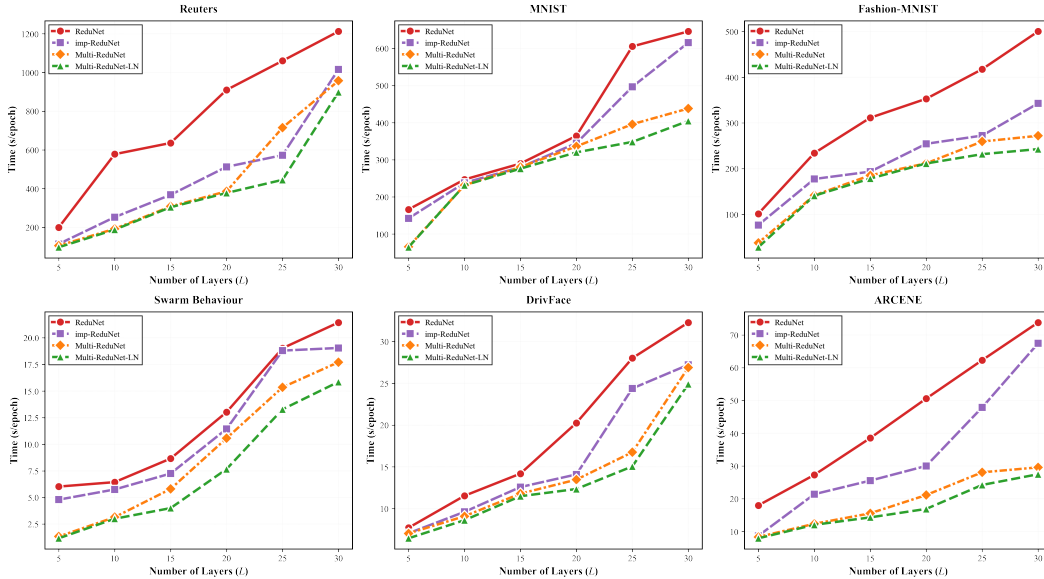 Reuters
ReduNet
imp-ReduNet
Multi-ReduNet
Multi-ReduNet-LN
Time (s/epoch)
1200
1000
800
600
400
200
5 10 15 20 25 30
Number of Layers (L)
MNIST
ReduNet
imp-ReduNet
Multi-ReduNet
Multi-ReduNet-LN
Time (s/epoch)
600
500
400
300
200
100
5 10 15 20 25 30
Number of Layers (L)
Fashion-MNIST
ReduNet
imp-ReduNet
Multi-ReduNet
Multi-ReduNet-LN
Time (s/epoch)
500
400
300
200
100
5 10 15 20 25 30
Number of Layers (L)
Swarm Behaviour
ReduNet
imp-ReduNet
Multi-ReduNet
Multi-ReduNet-LN
Time (s/epoch)
20.0
17.5
15.0
12.5
10.0
7.5
5.0
2.5
5 10 15 20 25 30
Number of Layers (L)
DrivFace
ReduNet
imp-ReduNet
Multi-ReduNet
Multi-ReduNet-LN
Time (s/epoch)
30
25
20
15
10
5 10 15 20 25 30
Number of Layers (L)
ARCENE
ReduNet
imp-ReduNet
Multi-ReduNet
Multi-ReduNet-LN
Time (s/epoch)
70
60
50
40
30
20
10
5 10 15 20 25 30
Number of Layers (L)